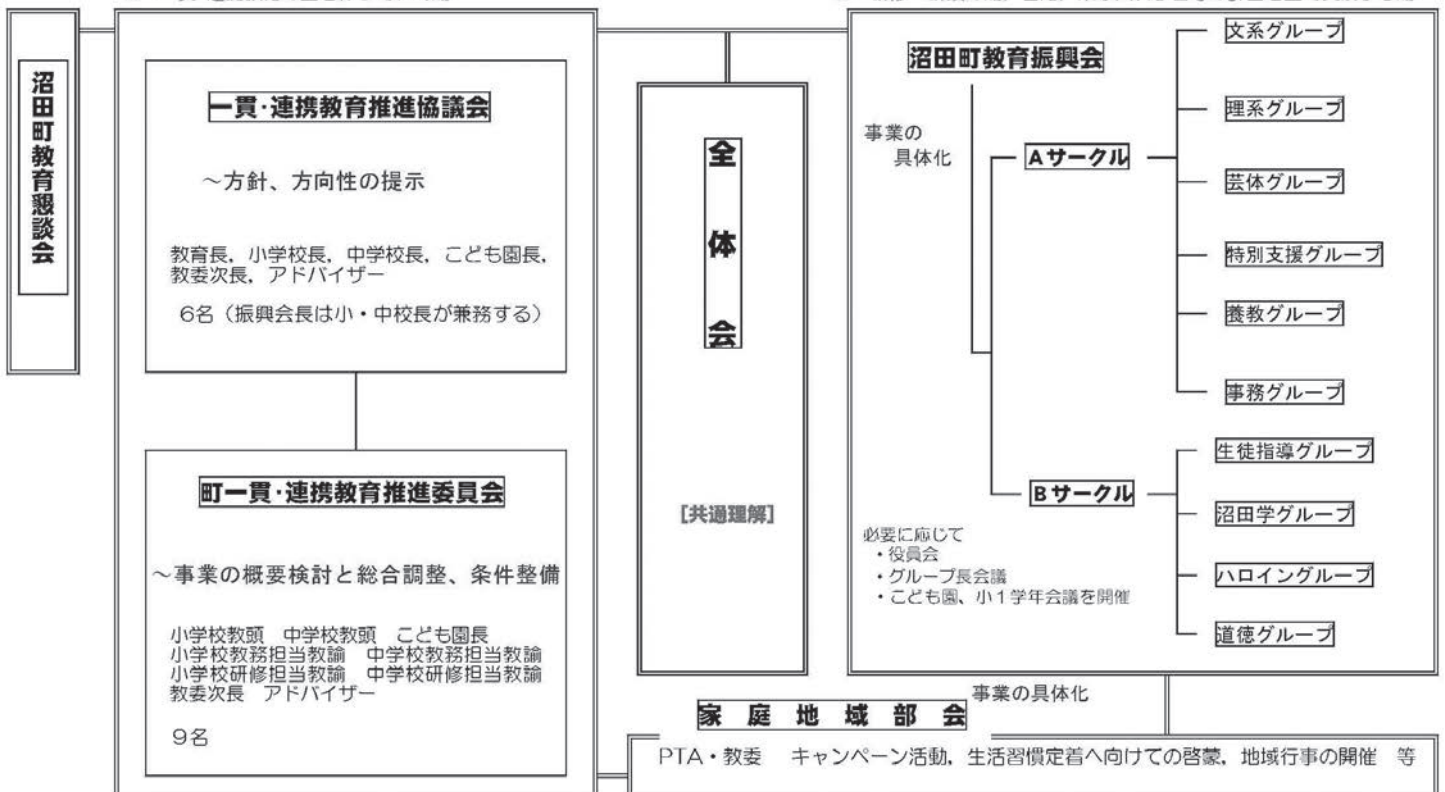 沼田町教育懇談会
一貫・連携教育推進協議会
～方針、方向性の提示
教育長，小学校長，中学校長，こども園長，
教委次長，アドバイザー
6名（振興会長は小・中校長が兼務する）
町一貫・連携教育推進委員会
～事業の概要検討と総合調整、条件整備
小学校教頭　中学校教頭　こども園長
小学校教務担当教諭　中学校教務担当教諭
小学校研修担当教諭　中学校研修担当教諭
教委次長　アドバイザー
9名
全体会
［共通理解］
沼田町教育振興会
事業の
具体化
Aサークル
文系グループ
理系グループ
芸体グループ
特別支援グループ
養教グループ
事務グループ
Bサークル
生徒指導グループ
沼田学グループ
ハロイングループ
道徳グループ
必要に応じて
・役員会
・グループ長会議
・こども園、小1学年会議を開催
事業の具体化
家庭地域部会
PTA・教委　キャンペーン活動，生活習慣定着へ向けての啓蒙，地域行事の開催　等